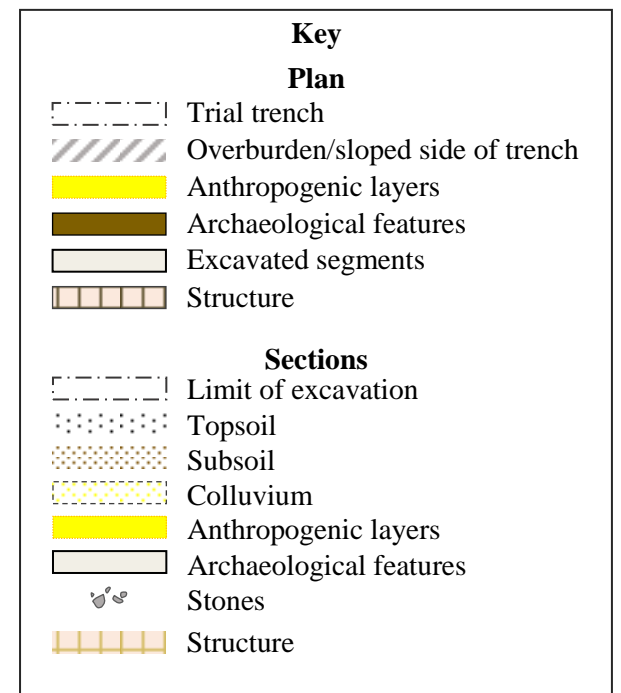 Key
Plan
Trial trench
Overburden/sloped side of trench
Anthropogenic layers
Archaeological features
Excavated segments
Structure
Sections
Limit of excavation
Topsoil
Subsoil
Colluvium
Anthropogenic layers
Archaeological features
Stones
Structure